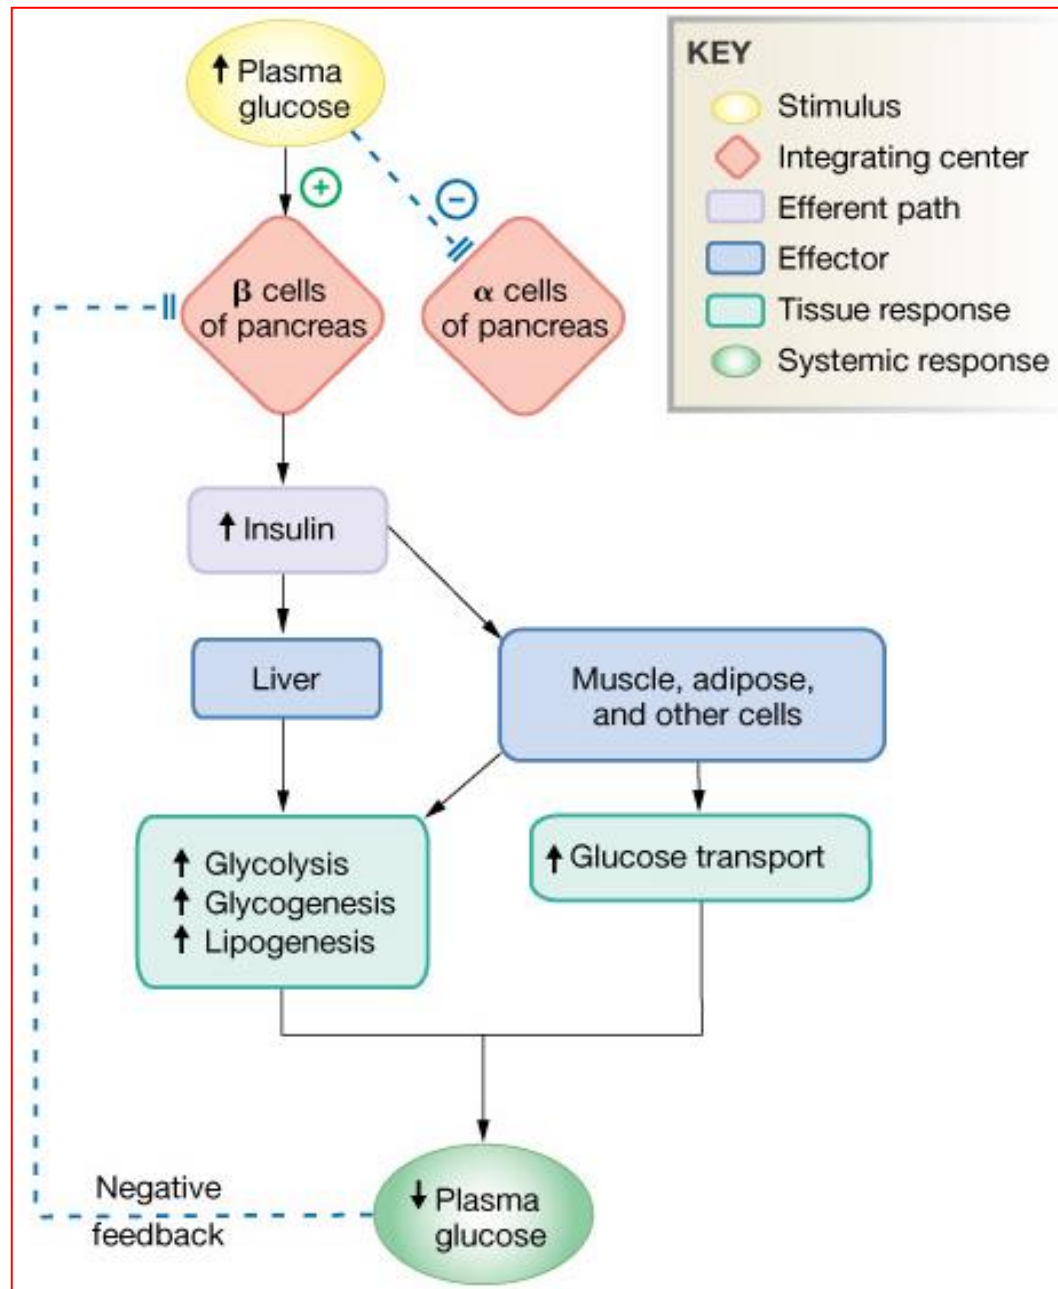 ↑ Plasma
glucose
+
−
β cells
of pancreas
α cells
of pancreas
KEY
Stimulus
Integrating center
Efferent path
Effector
Tissue response
Systemic response
↑ Insulin
Liver
Muscle, adipose,
and other cells
↑ Glycolysis
↑ Glycogenesis
↑ Lipogenesis
↑ Glucose transport
Negative
feedback
↓ Plasma
glucose